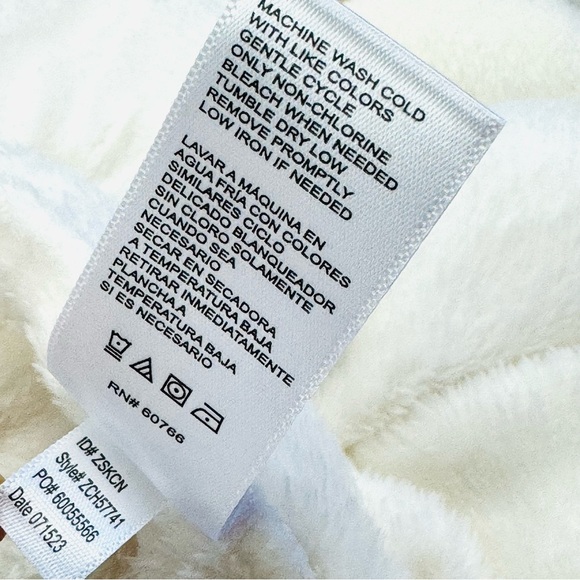 MACHINE WASH COLD
WITH LIKE COLORS
GENTLE CYCLE
ONLY NON-CHLORINE
BLEACH WHEN NEEDED
TUMBLE DRY LOW
REMOVE PROMPTLY
LOW IRON IF NEEDED
LAVAR A MÁQUINA EN
AGUA FRIA CON COLORES
SIMILARES CICLO
DELICADO SOLAMENTE
SIN CLORO BLANQUEADOR
CUANDO SEA
NECESARIO
SECAR EN SECADORA
A TEMPERATURA BAJA
RETIRAR INMEDIATAMENTE
PLANCHA A
TEMPERATURA BAJA
SI ES NECESARIO
RN# 60766
ID# ZSKCN
Style# ZCH57741
PO# 60055566
Date 071523